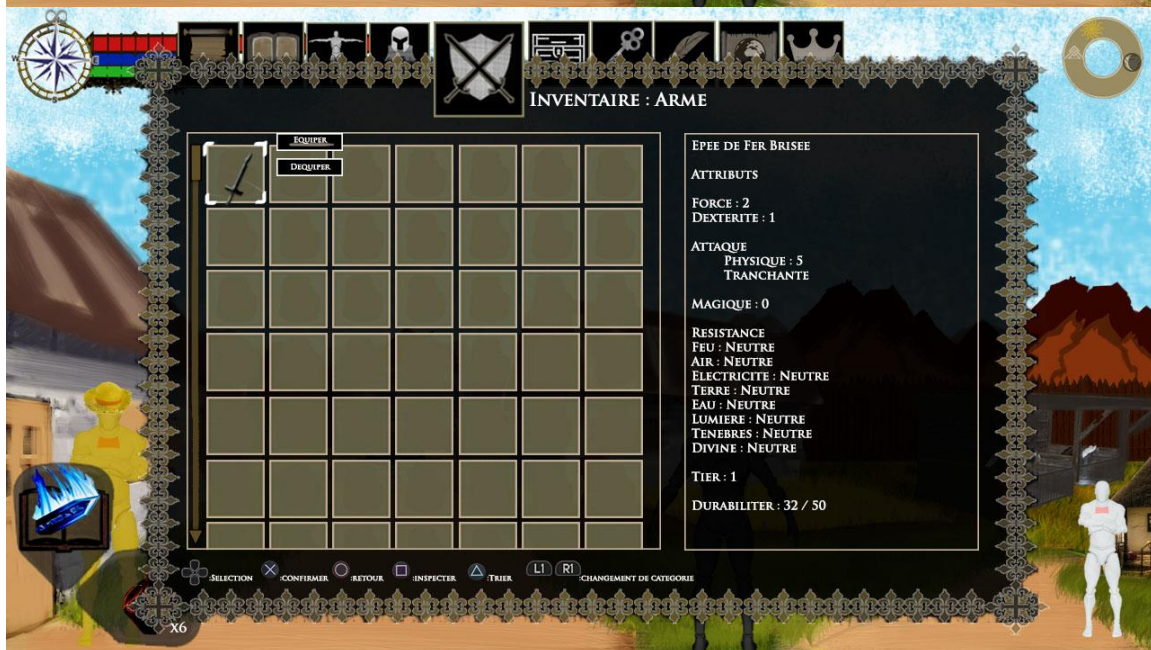 W
E
INVENTAIRE : ARME
EQUIPER
DEQUIPER
EPEE DE FER BRISEE
ATTRIBUTS
FORCE : 2
DEXTERITE : 1
ATTAQUE
PHYSIQUE : 5
TRANCHANTE
MAGIQUE : 0
RESISTANCE
FEU : NEUTRE
AIR : NEUTRE
ELECTRICITE : NEUTRE
TERRE : NEUTRE
EAU : NEUTRE
LUMIERE : NEUTRE
TENEBRES : NEUTRE
DIVINE : NEUTRE
TIER : 1
DURABILITER : 32 / 50
:SELECTION :CONFIRMER :RETOUR :INSPECTER :TRIER L1 R1 :CHANGEMENT DE CATEGORIE
X6